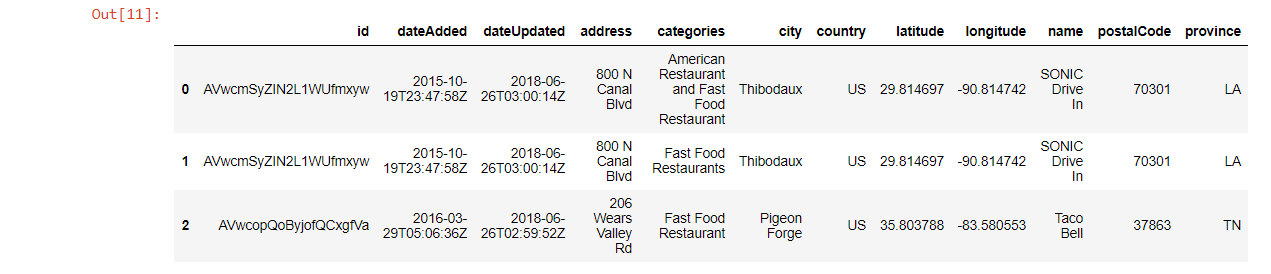 Out[11]:
id dateAdded dateUpdated address categories city country latitude longitude name postalCode province
0 AVwcmSyZIN2L1WUfmxyw 2015-10-19T23:47:58Z 2018-06-26T03:00:14Z 800 N Canal Blvd American Restaurant and Fast Food Restaurant Thibodaux US 29.814697 -90.814742 SONIC Drive In 70301 LA
1 AVwcmSyZIN2L1WUfmxyw 2015-10-19T23:47:58Z 2018-06-26T03:00:14Z 800 N Canal Blvd Fast Food Restaurants Thibodaux US 29.814697 -90.814742 SONIC Drive In 70301 LA
2 AVwcopQoByjofQCxgfVa 2016-03-29T05:06:36Z 2018-06-26T02:59:52Z 206 Wears Valley Rd Fast Food Restaurant Pigeon Forge US 35.803788 -83.580553 Taco Bell 37863 TN